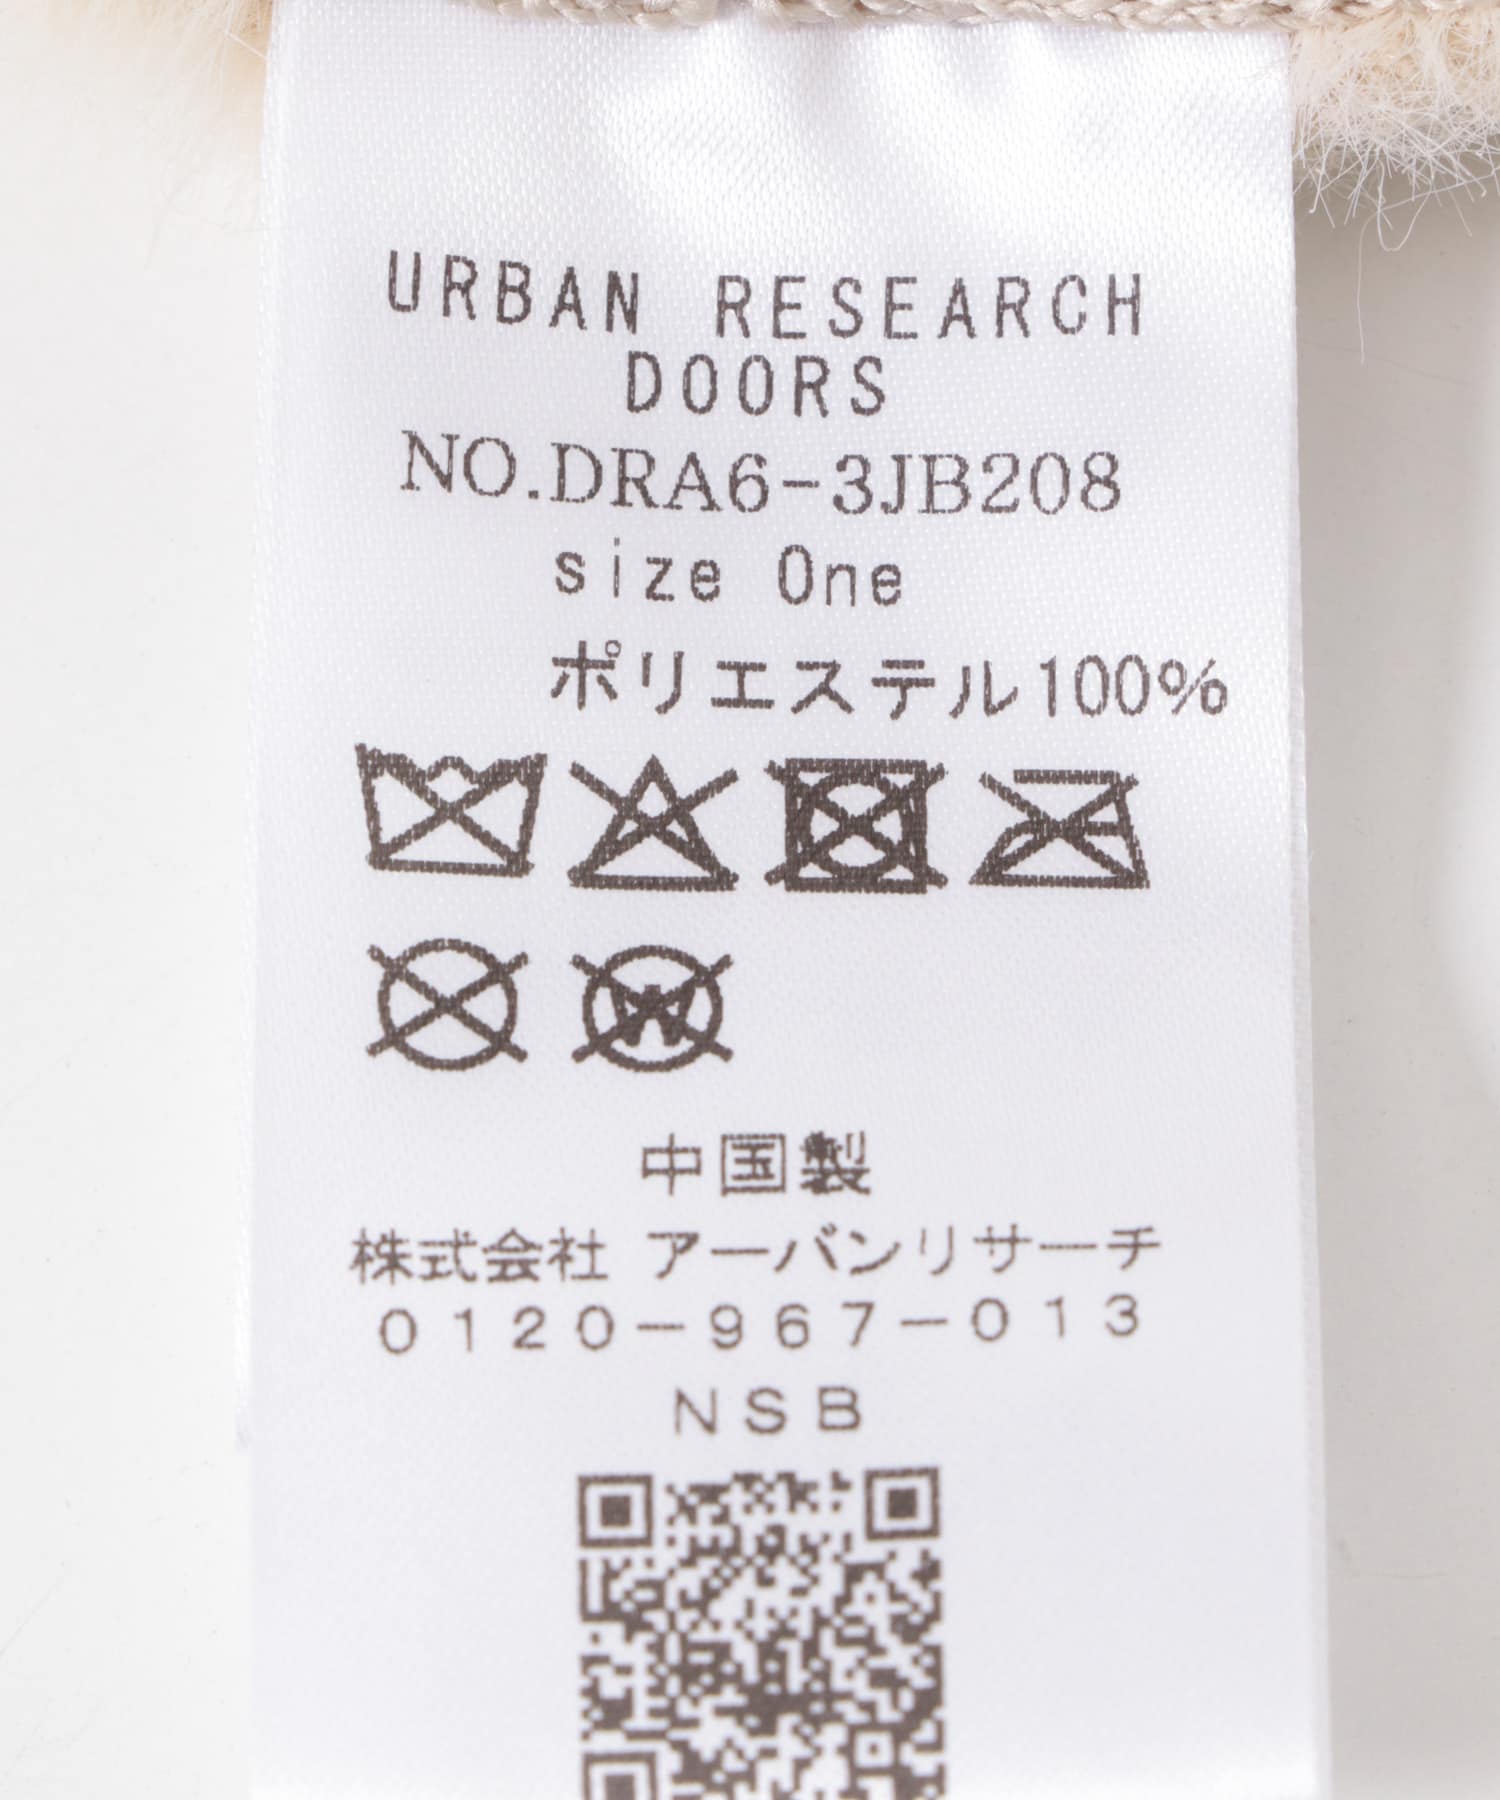 URBAN RESEARCH
DOORS
NO.DRA6-3JB208
size One
ポリエステル100%
中国製
株式会社 アーバンリサーチ
0120-967-013
NSB